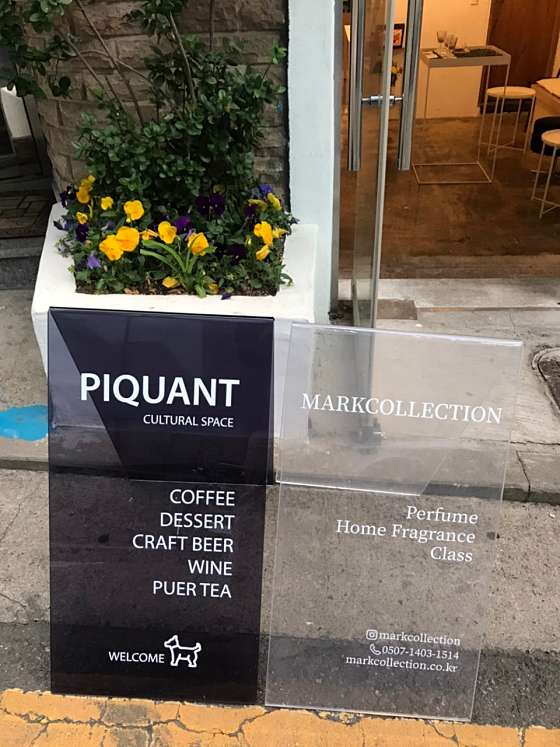 PIQUANT
CULTURAL SPACE
COFFEE
DESSERT
CRAFT BEER
WINE
PUER TEA
WELCOME
MARKCOLLECTION
Perfume
Home Fragrance
Class
markcollection
0507-1403-1514
markcollection.co.kr